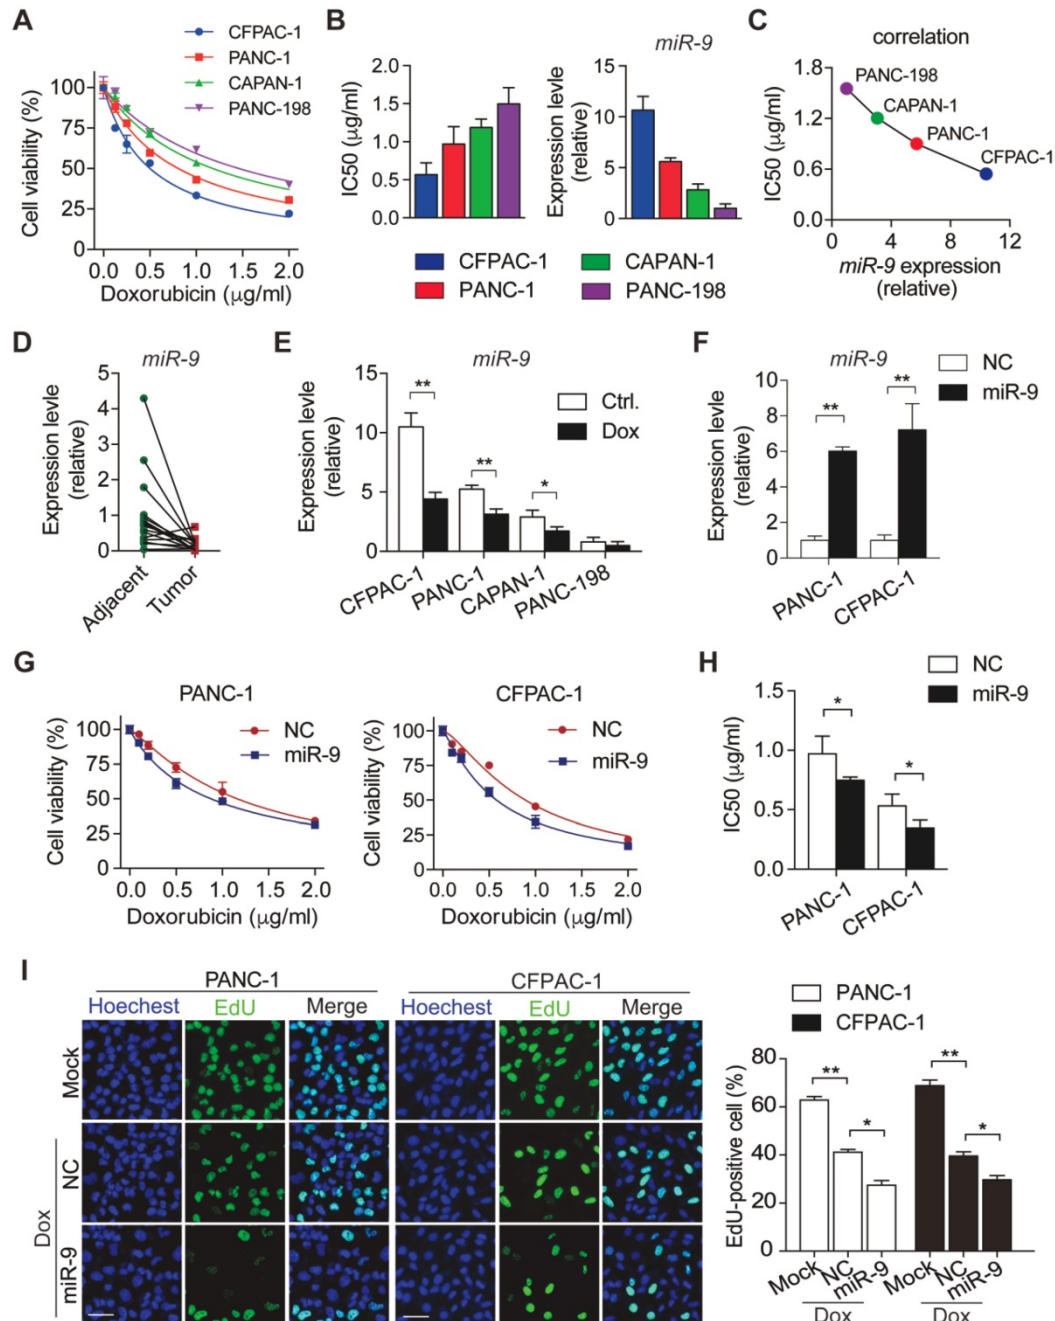 A
CFPAC-1
PANC-1
CAPAN-1
PANC-198
Cell viability (%)
100
75
50
25
0
0.0 0.5 1.0 1.5 2.0
Doxorubicin (μg/ml)
B
IC50 (μg/ml)
2.0
1.5
1.0
0.5
0.0
miR-9
Expression levle
(relative)
15
10
5
0
CFPAC-1
PANC-1
CAPAN-1
PANC-198
C
correlation
IC50 (μg/ml)
1.8
1.2
0.6
0.0
PANC-198
CAPAN-1
PANC-1
CFPAC-1
0 4 8 12
miR-9 expression
(relative)
D
miR-9
Expression levle
(relative)
5
4
3
2
1
0
Adjacent
Tumor
E
miR-9
Expression levle
(relative)
15
10
5
0
**
**
*
Ctrl.
Dox
CFPAC-1
PANC-1
CAPAN-1
PANC-198
F
miR-9
NC
miR-9
Expression levle
(relative)
10
8
6
4
2
0
**
**
PANC-1
CFPAC-1
G
PANC-1
NC
miR-9
Cell viability (%)
100
75
50
25
0
0.0 0.5 1.0 1.5 2.0
Doxorubicin (μg/ml)
CFPAC-1
NC
miR-9
Cell viability (%)
100
75
50
25
0
0.0 0.5 1.0 1.5 2.0
Doxorubicin (μg/ml)
H
NC
miR-9
IC50 (μg/ml)
1.5
1.0
0.5
0.0
*
*
PANC-1
CFPAC-1
I
PANC-1
CFPAC-1
Hoechest EdU Merge Hoechest EdU Merge
Mock
NC
miR-9
Dox
PANC-1
CFPAC-1
EdU-positive cell (%)
80
60
40
20
0
**
*
**
*
Mock
NC
miR-9
Mock
NC
miR-9
Dox
Dox